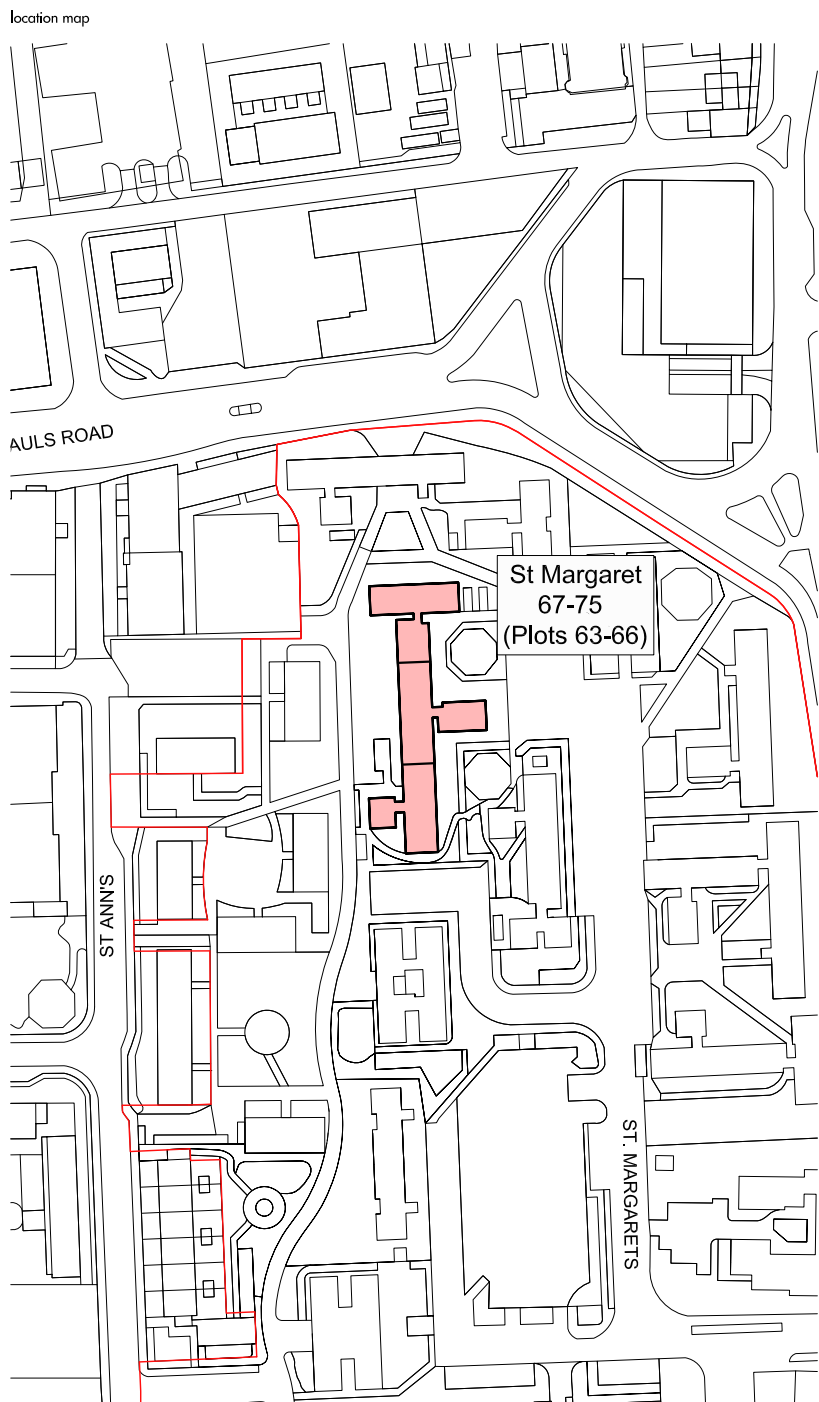 location map
AULS ROAD
St Margaret
67-75
(Plots 63-66)
ST ANN'S
ST. MARGARETS